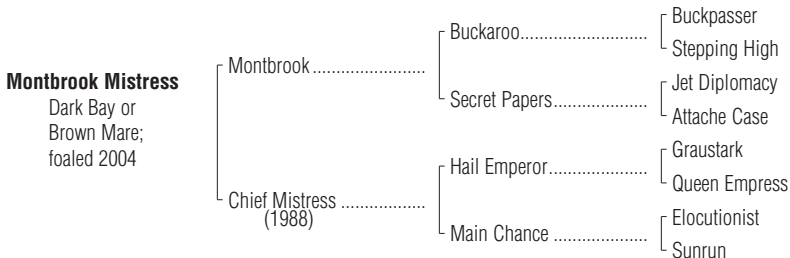 Montbrook Mistress
Dark Bay or
Brown Mare;
foaled 2004
Montbrook ........................
Chief Mistress ..................
(1988)
Buckaroo...........................
Secret Papers....................
Hail Emperor.....................
Main Chance ....................
Buckpasser
Stepping High
Jet Diplomacy
Attache Case
Graustark
Queen Empress
Elocutionist
Sunrun